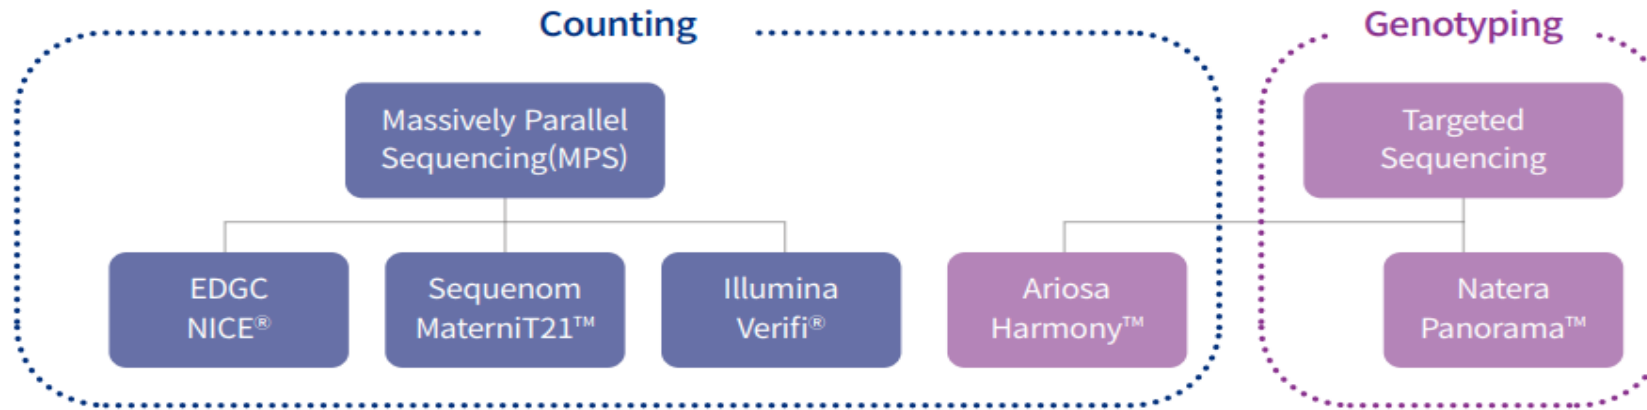 Counting
Genotyping
Massively Parallel
Sequencing(MPS)
Targeted
Sequencing
EDGC
NICE®
Sequenom
MaterniT21™
Illumina
Verifi®
Ariosa
Harmony™
Natera
Panorama™